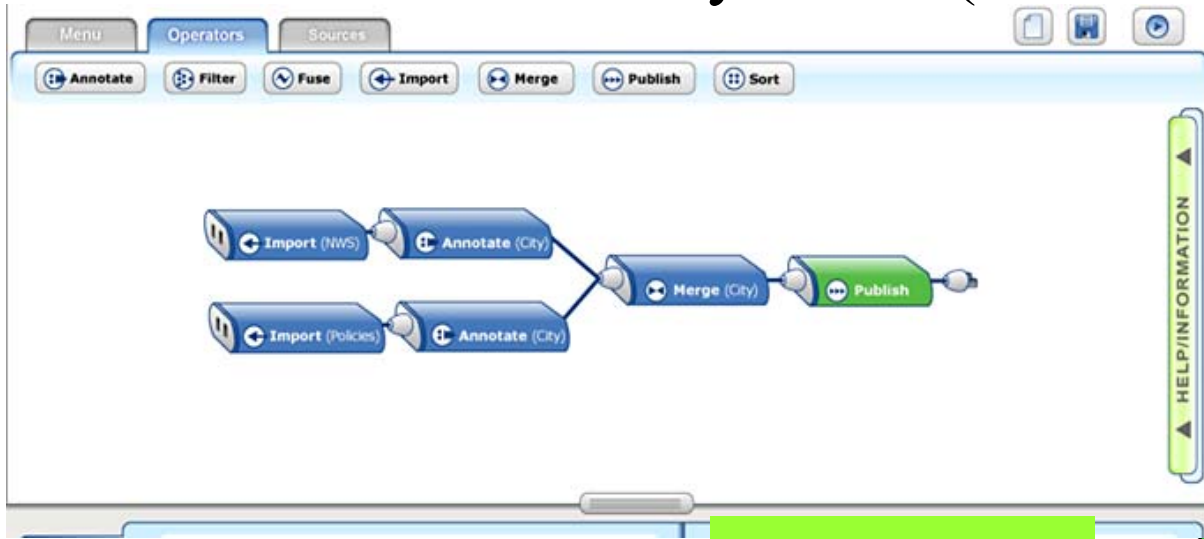 Menu Operators Sources
Annotate Filter Fuse Import Merge Publish Sort
Import (NWS) Annotate (City)
Merge (City) Publish
Import (Policies) Annotate (City)
HELP/INFORMATION